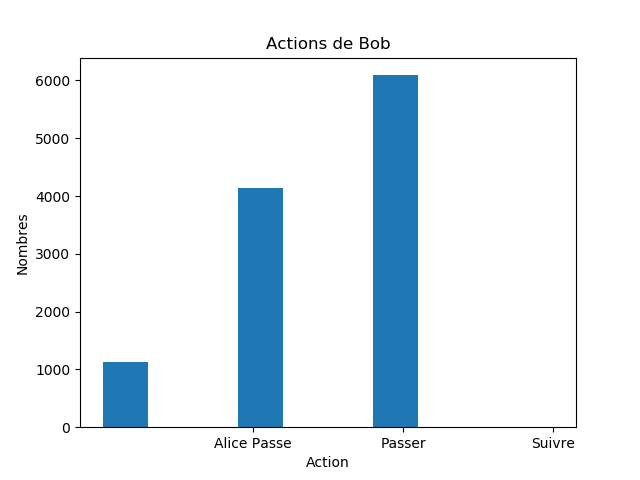 Actions de Bob
6000
5000
4000
3000
2000
1000
0
Nombres
Alice Passe
Passer
Suivre
Action